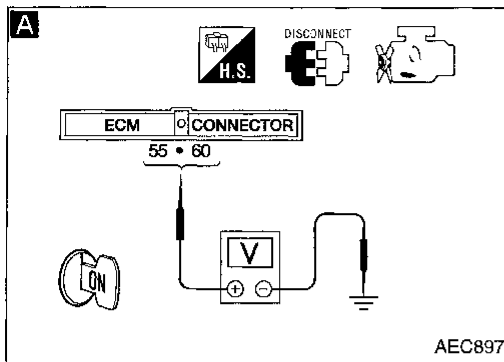 A
DISCONNECT
H.S.
ECM CONNECTOR
55 • 60
V
⊕ ⊖
ON
AEC897